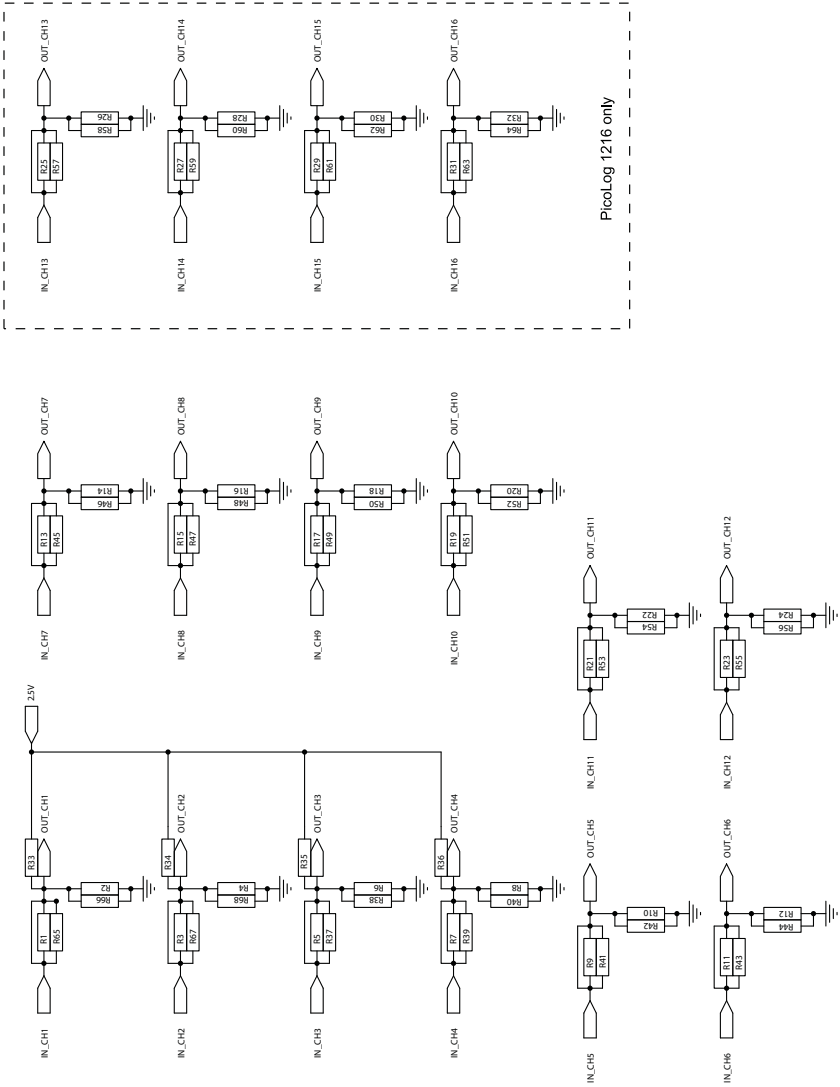 IN_CH1
R1
R65
R33
OUT_CH1
R2
R66
2.5V
IN_CH2
R3
R67
R34
OUT_CH2
R4
R68
IN_CH3
R5
R37
R35
OUT_CH3
R6
R38
IN_CH4
R7
R39
R36
OUT_CH4
R8
R40
IN_CH5
R9
R41
OUT_CH5
R10
R42
IN_CH6
R11
R43
OUT_CH6
R12
R44
IN_CH7
R13
R45
OUT_CH7
R14
R46
IN_CH8
R15
R47
OUT_CH8
R16
R48
IN_CH9
R17
R49
OUT_CH9
R18
R50
IN_CH10
R19
R51
OUT_CH10
R20
R52
IN_CH11
R21
R53
OUT_CH11
R22
R54
IN_CH12
R23
R55
OUT_CH12
R24
R56
IN_CH13
R25
R57
OUT_CH13
R26
R58
IN_CH14
R27
R59
OUT_CH14
R28
R60
IN_CH15
R29
R61
OUT_CH15
R30
R62
IN_CH16
R31
R63
OUT_CH16
R32
R64
PicoLog 1216 only